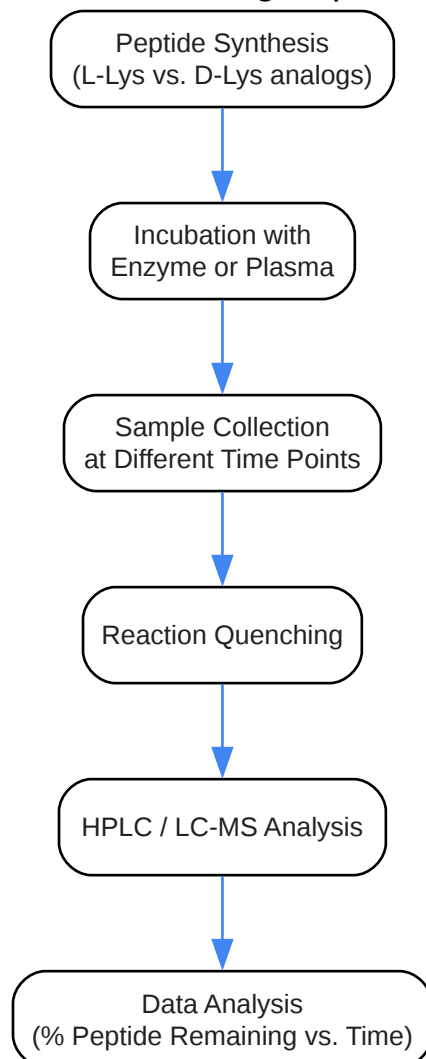 Peptide Synthesis
(L-Lys vs. D-Lys analogs)
Incubation with
Enzyme or Plasma
Sample Collection
at Different Time Points
Reaction Quenching
HPLC / LC-MS Analysis
Data Analysis
(% Peptide Remaining vs. Time)